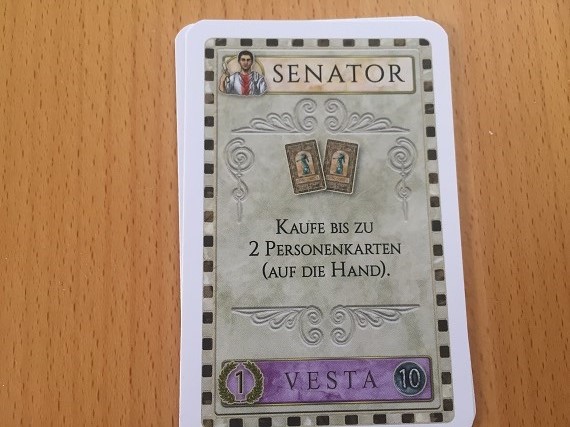 SENATOR
KAUFE BIS ZU
2 PERSONENKARTEN
(AUF DIE HAND).
1 VESTA 10